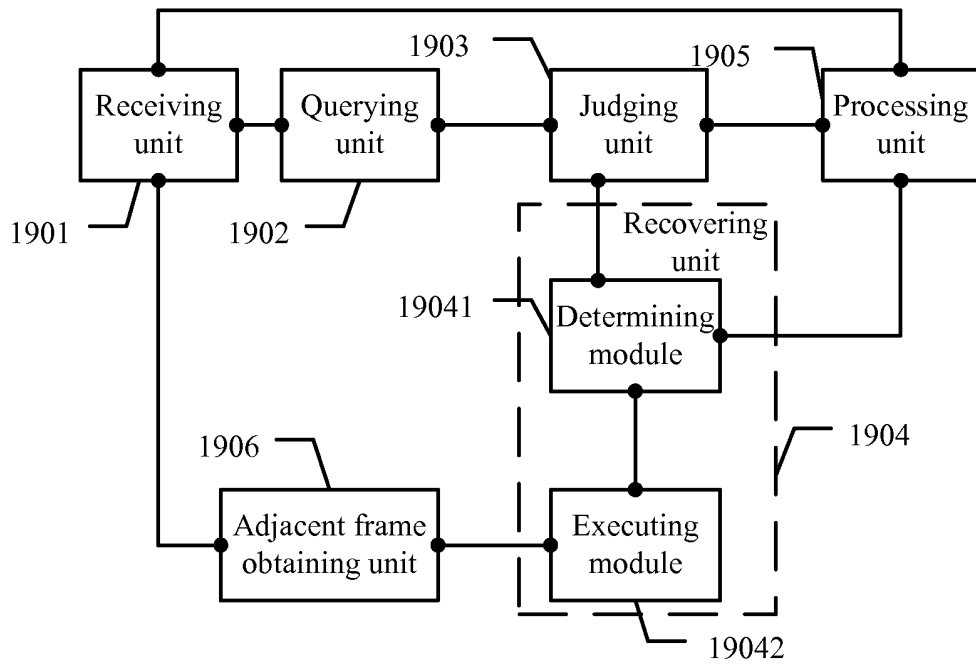 1903
1905
Receiving
unit
Querying
unit
Judging
unit
Processing
unit
1901
1902
Recovering
unit
19041
Determining
module
1904
1906
Adjacent frame
obtaining unit
Executing
module
19042